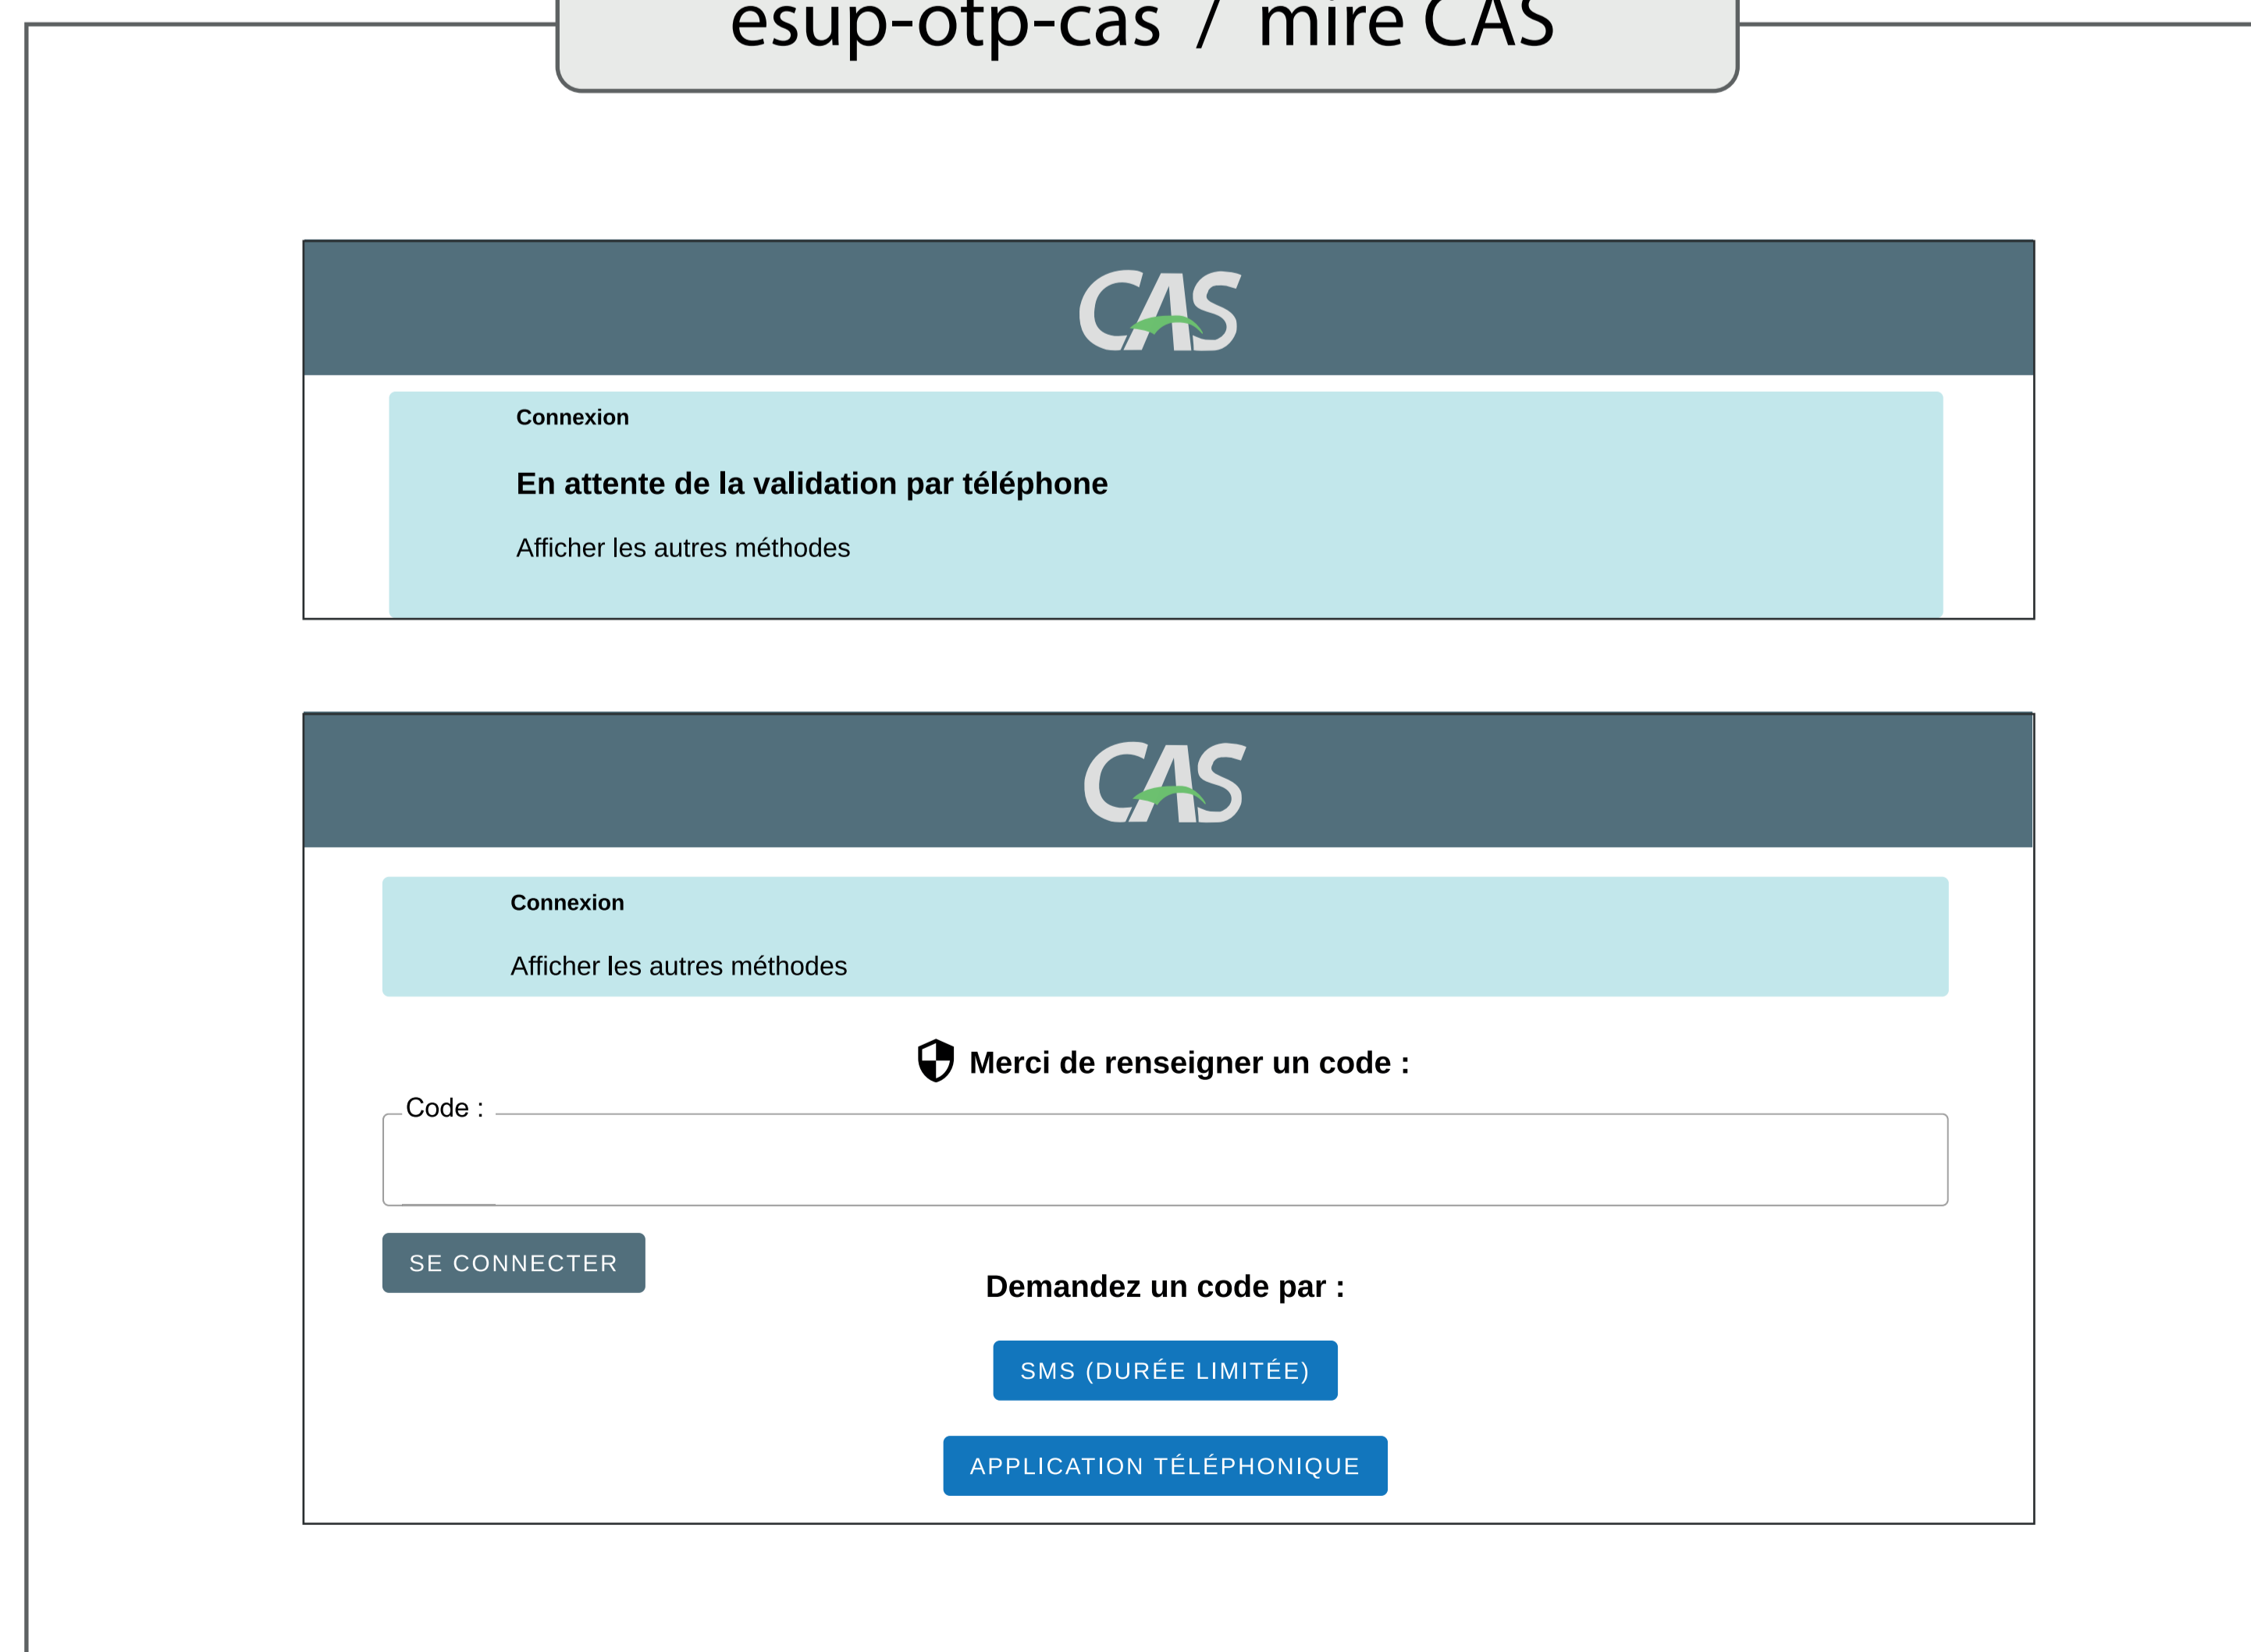 esup-otp-cas / mire CAS
CAS
Connexion
En attente de la validation par téléphone
Afficher les autres méthodes
CAS
Connexion
Afficher les autres méthodes
Merci de renseigner un code :
Code :
SE CONNECTER
Demandez un code par :
SMS (DURÉE LIMITÉE)
APPLICATION TÉLÉPHONIQUE